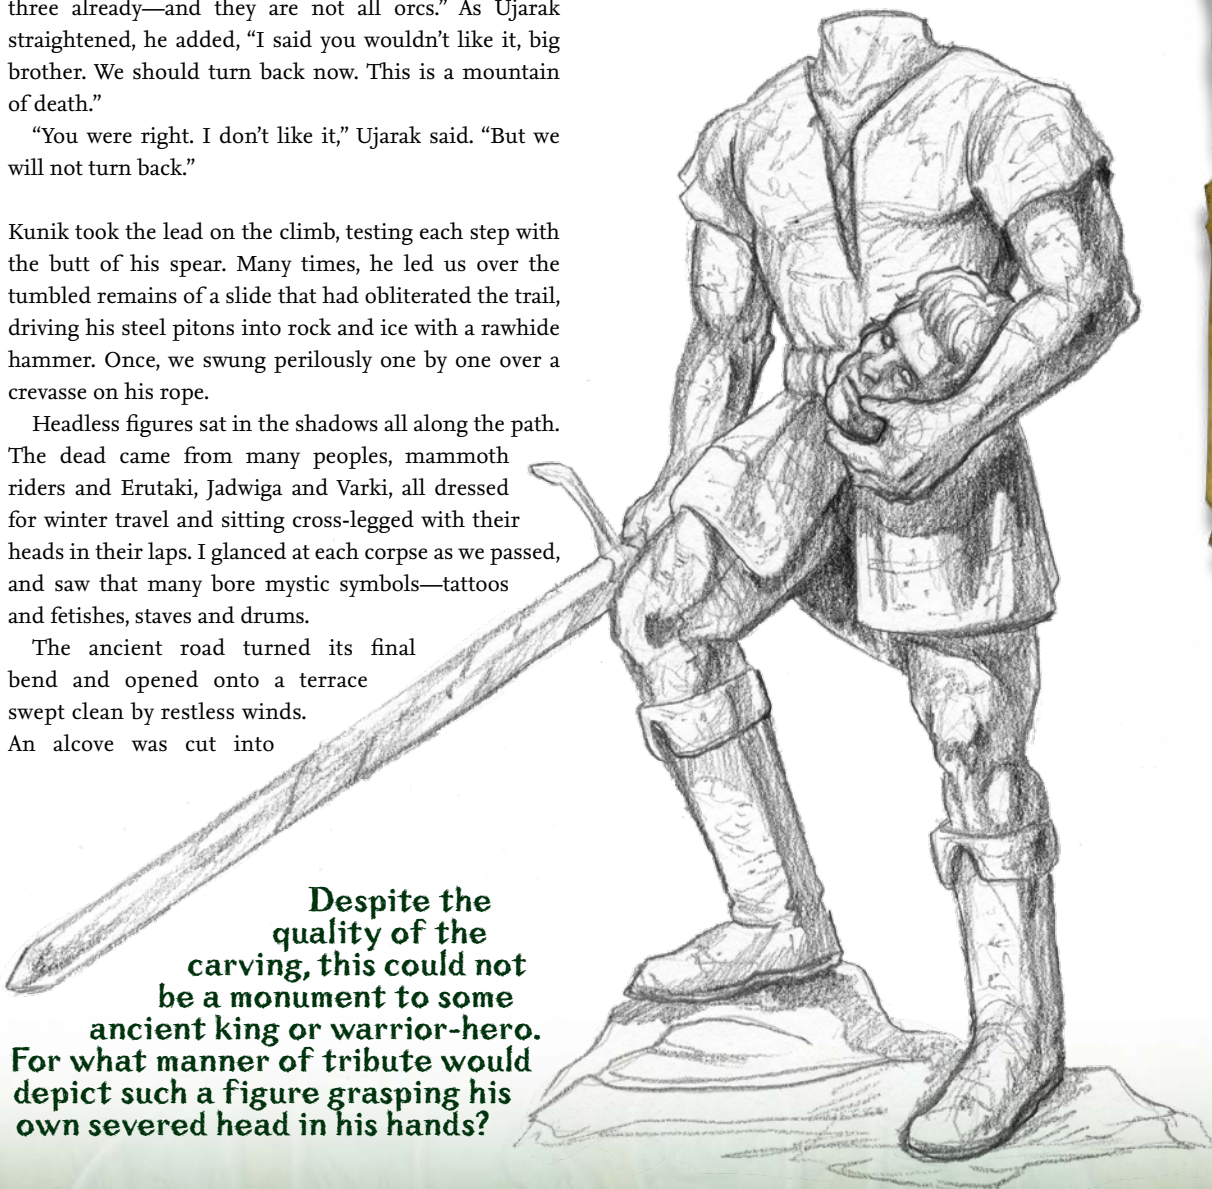 three already—and they are not all orcs.” As Ujarak
straightened, he added, “I said you wouldn’t like it, big
brother. We should turn back now. This is a mountain
of death.”
“You were right. I don’t like it,” Ujarak said. “But we
will not turn back.”
Kunik took the lead on the climb, testing each step with
the butt of his spear. Many times, he led us over the
tumbled remains of a slide that had obliterated the trail,
driving his steel pitons into rock and ice with a rawhide
hammer. Once, we swung perilously one by one over a
crevasse on his rope.
Headless figures sat in the shadows all along the path.
The dead came from many peoples, mammoth
riders and Erutaki, Jadwiga and Varki, all dressed
for winter travel and sitting cross-legged with their
heads in their laps. I glanced at each corpse as we passed,
and saw that many bore mystic symbols—tattoos
and fetishes, staves and drums.
The ancient road turned its final
bend and opened onto a terrace
swept clean by restless winds.
An alcove was cut into
Despite the
quality of the
carving, this could not
be a monument to some
ancient king or warrior-hero.
For what manner of tribute would
depict such a figure grasping his
own severed head in his hands?